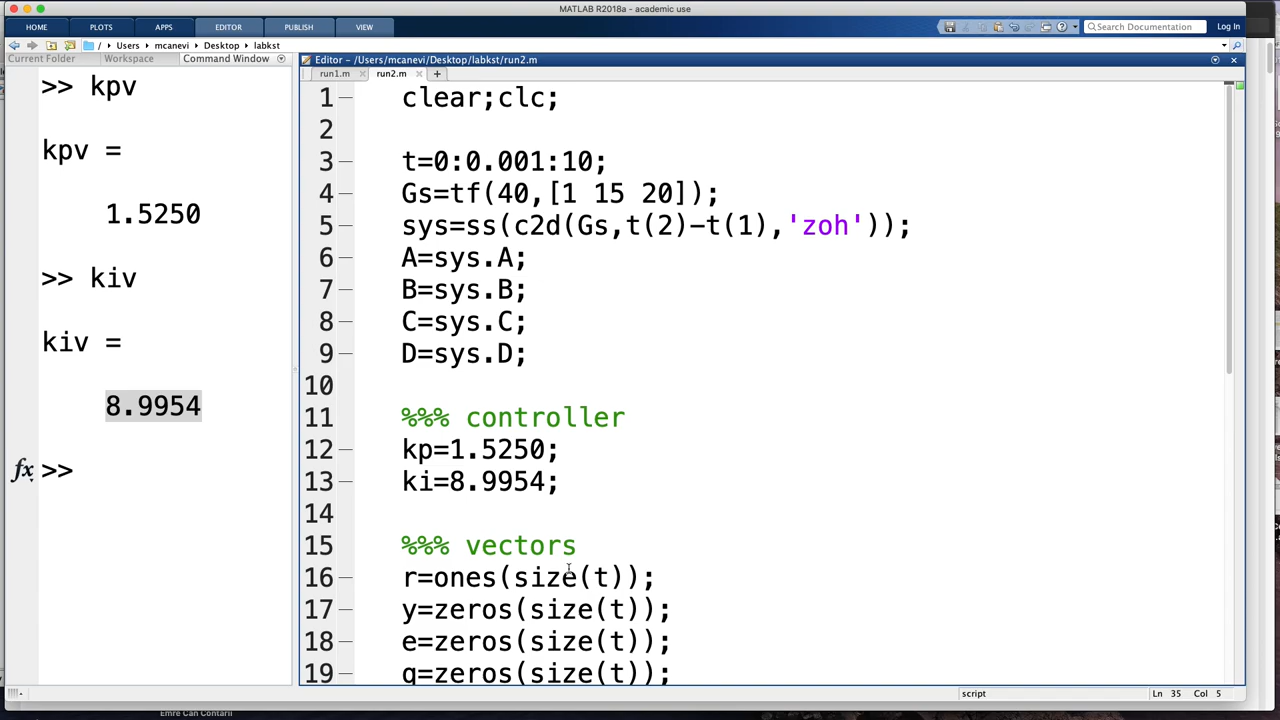 MATLAB R2018a - academic use
HOME PLOTS APPS EDITOR PUBLISH VIEW Search Documentation Log In
/ Users mcanevi Desktop labkst
Current Folder Workspace Command Window
Editor - /Users/mcanevi/Desktop/labkst/run2.m
run1.m run2.m
>> kpv
kpv =
1.5250
>> kiv
kiv =
8.9954
fx >>
1 clear;clc;
2
3 t=0:0.001:10;
4 Gs=tf(40,[1 15 20]);
5 sys=ss(c2d(Gs,t(2)-t(1),'zoh'));
6 A=sys.A;
7 B=sys.B;
8 C=sys.C;
9 D=sys.D;
10
11 %%% controller
12 kp=1.5250;
13 ki=8.9954;
14
15 %%% vectors
16 r=ones(size(t));
17 y=zeros(size(t));
18 e=zeros(size(t));
19 q=zeros(size(t));
script Ln 35 Col 5
Emre Can Contarli